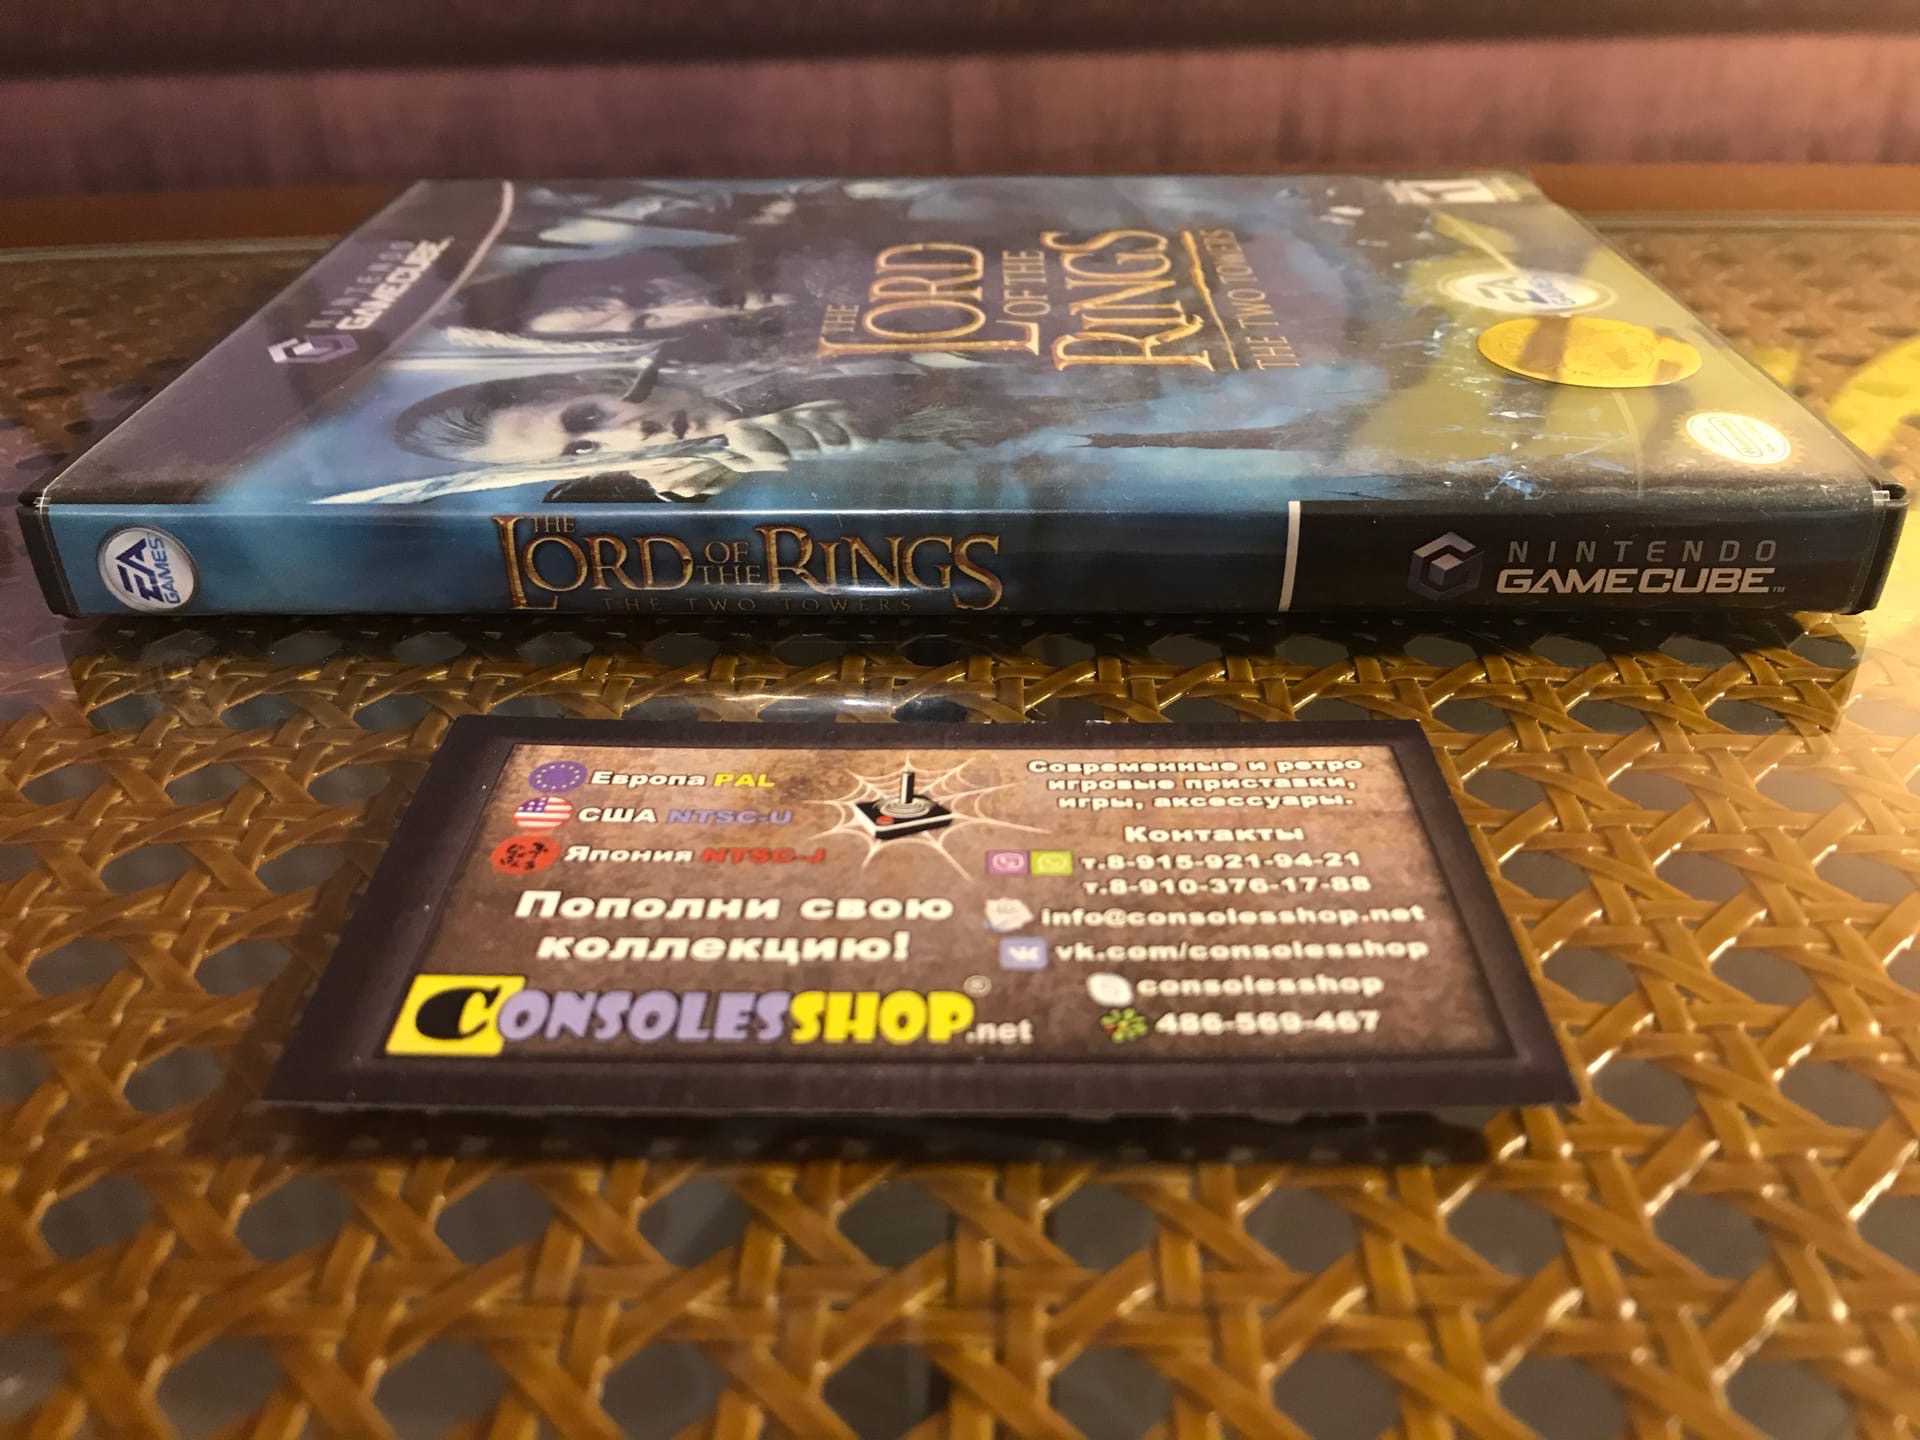 NINTENDO
GAMECUBE
THE
LORD
OF THE
RINGS
THE TWO TOWERS
EA
EA GAMES
THE
LORD OF THE RINGS
THE TWO TOWERS
NINTENDO
GAMECUBE™
Европа PAL
США NTSC-U
Япония NTSC-J
Пополни свою
коллекцию!
CONSOLESSHOP®.net
Современные и ретро
игровые приставки,
игры, аксессуары.
Контакты
т.8-915-921-94-21
т.8-910-376-17-88
info@consolesshop.net
vk.com/consolesshop
consolesshop
486-569-467